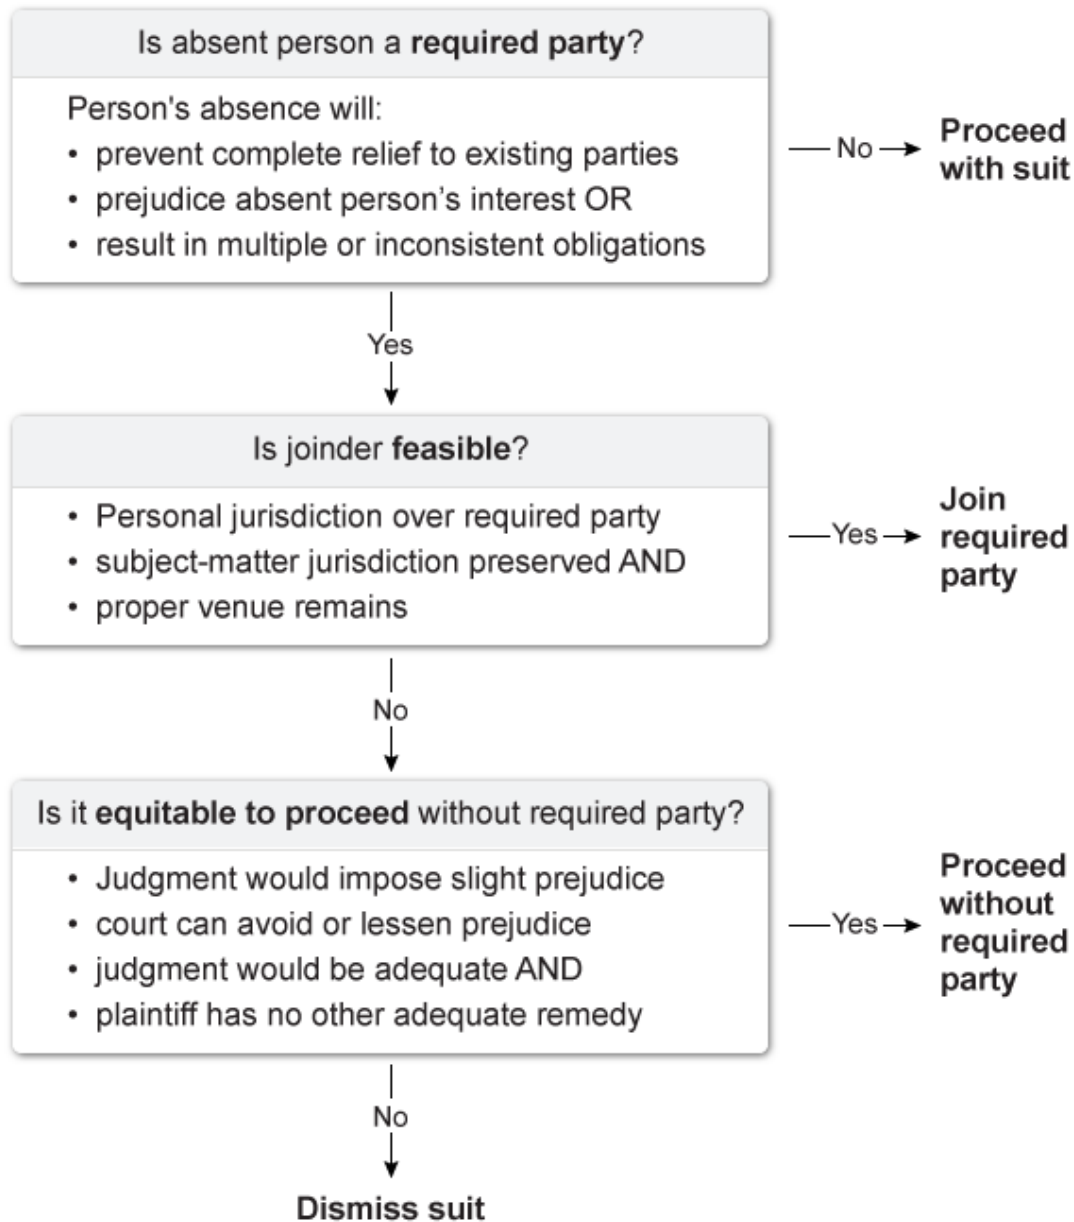 Is absent person a required party?
Person's absence will:
• prevent complete relief to existing parties
• prejudice absent person's interest OR
• result in multiple or inconsistent obligations
No
Proceed
with suit
Yes
Is joinder feasible?
• Personal jurisdiction over required party
• subject-matter jurisdiction preserved AND
• proper venue remains
Yes
Join
required
party
No
Is it equitable to proceed without required party?
• Judgment would impose slight prejudice
• court can avoid or lessen prejudice
• judgment would be adequate AND
• plaintiff has no other adequate remedy
Yes
Proceed
without
required
party
No
Dismiss suit